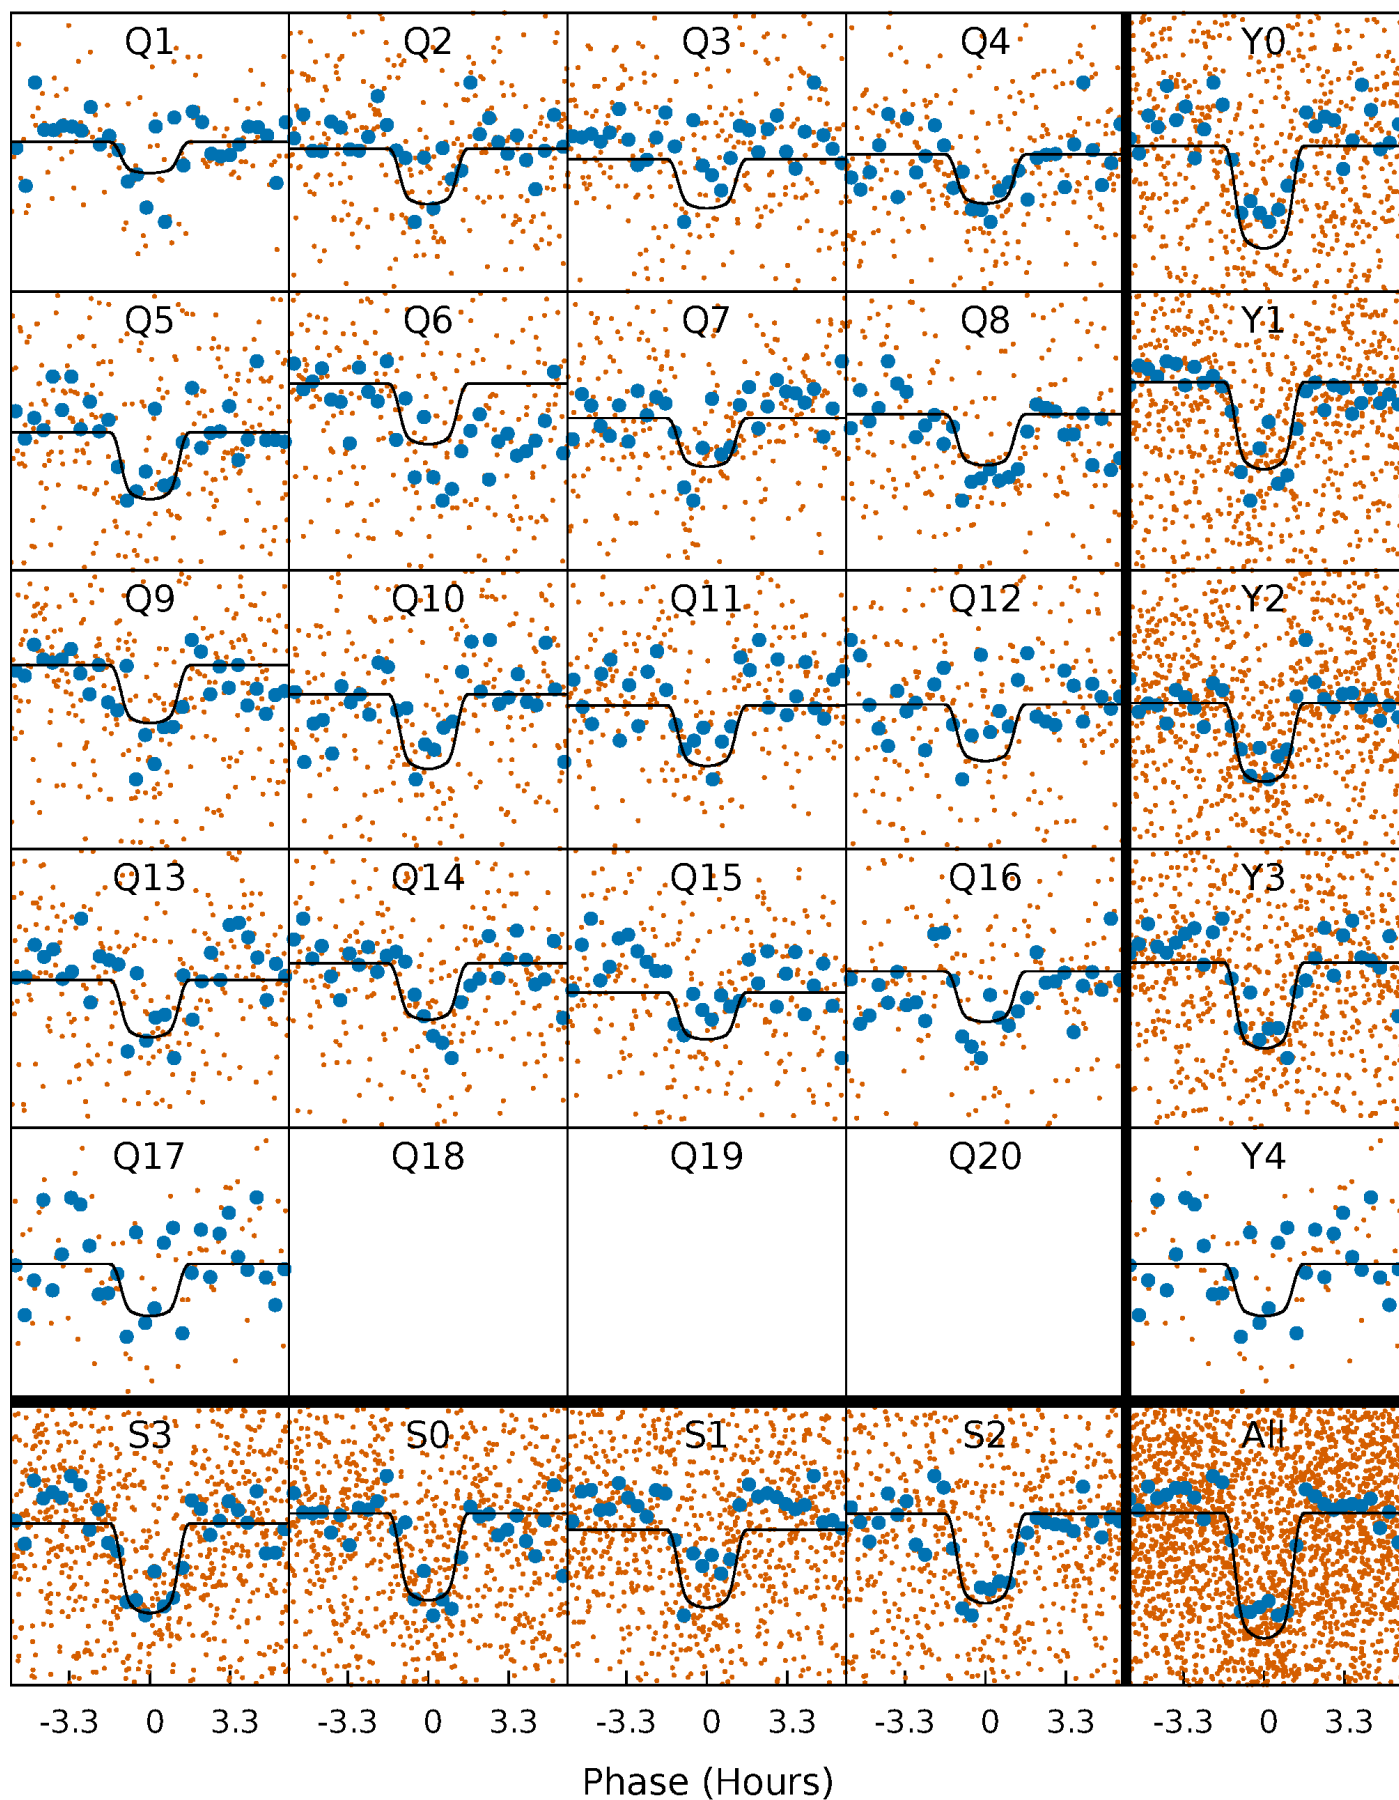 Q1 Q2 Q3 Q4 Y0
Q5 Q6 Q7 Q8 Y1
Q9 Q10 Q11 Q12 Y2
Q13 Q14 Q15 Q16 Y3
Q17 Q18 Q19 Q20 Y4
S3 S0 S1 S2 All
-3.3 0 3.3 -3.3 0 3.3 -3.3 0 3.3 -3.3 0 3.3 -3.3 0 3.3
Phase (Hours)